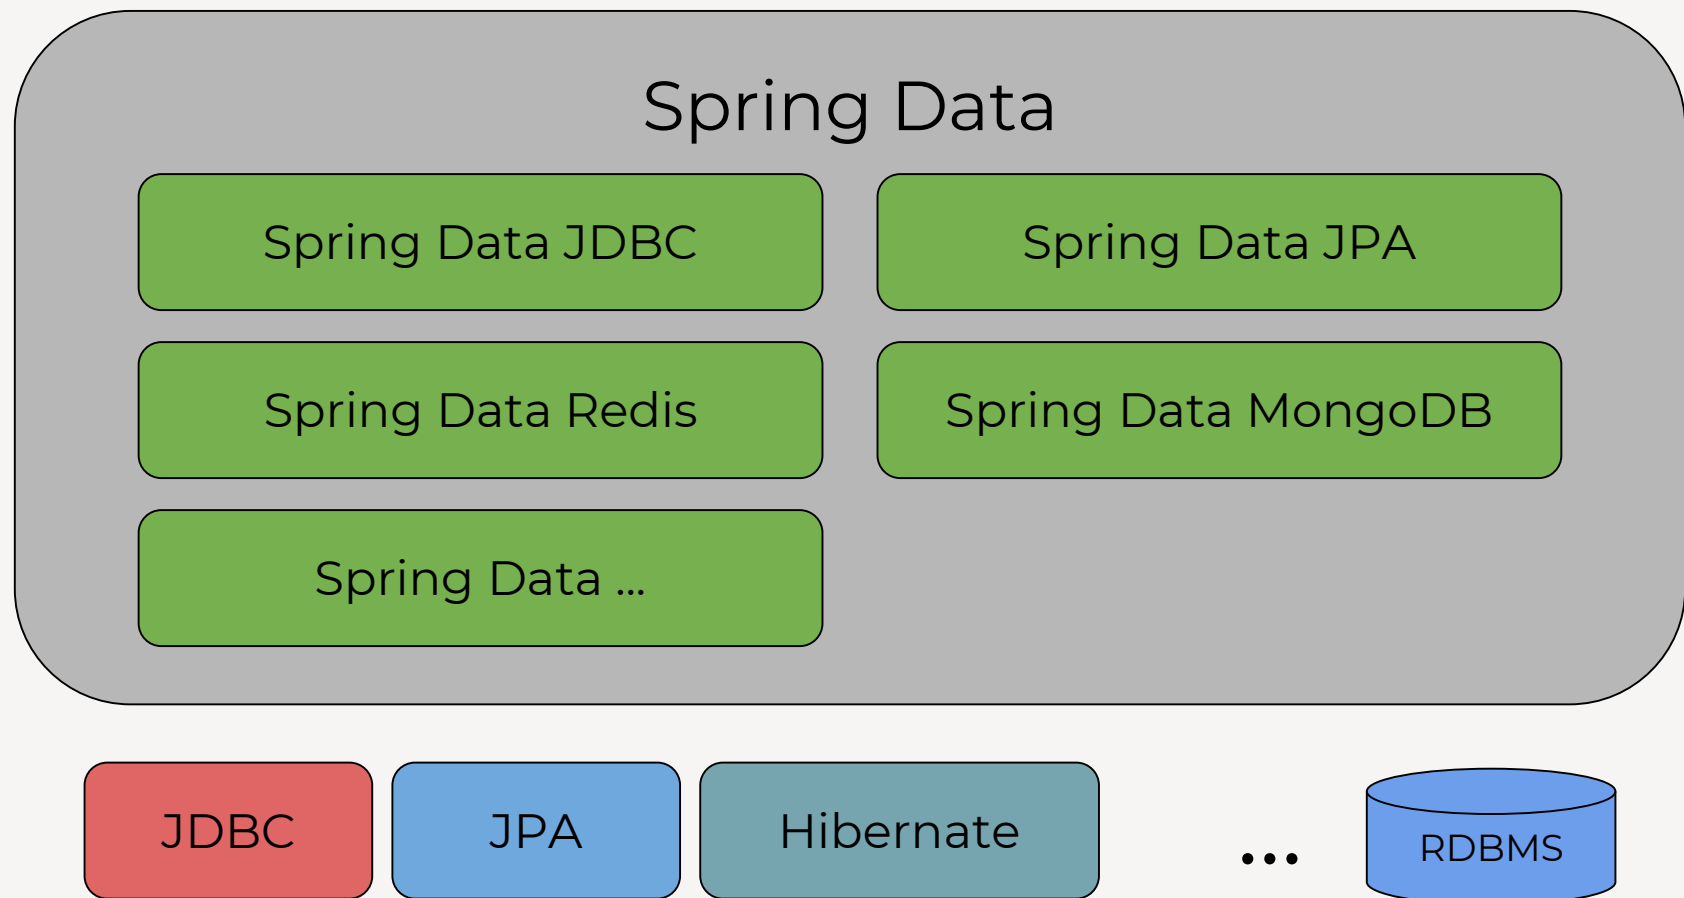 Spring Data
Spring Data JDBC
Spring Data JPA
Spring Data Redis
Spring Data MongoDB
Spring Data ...
JDBC
JPA
Hibernate
...
RDBMS